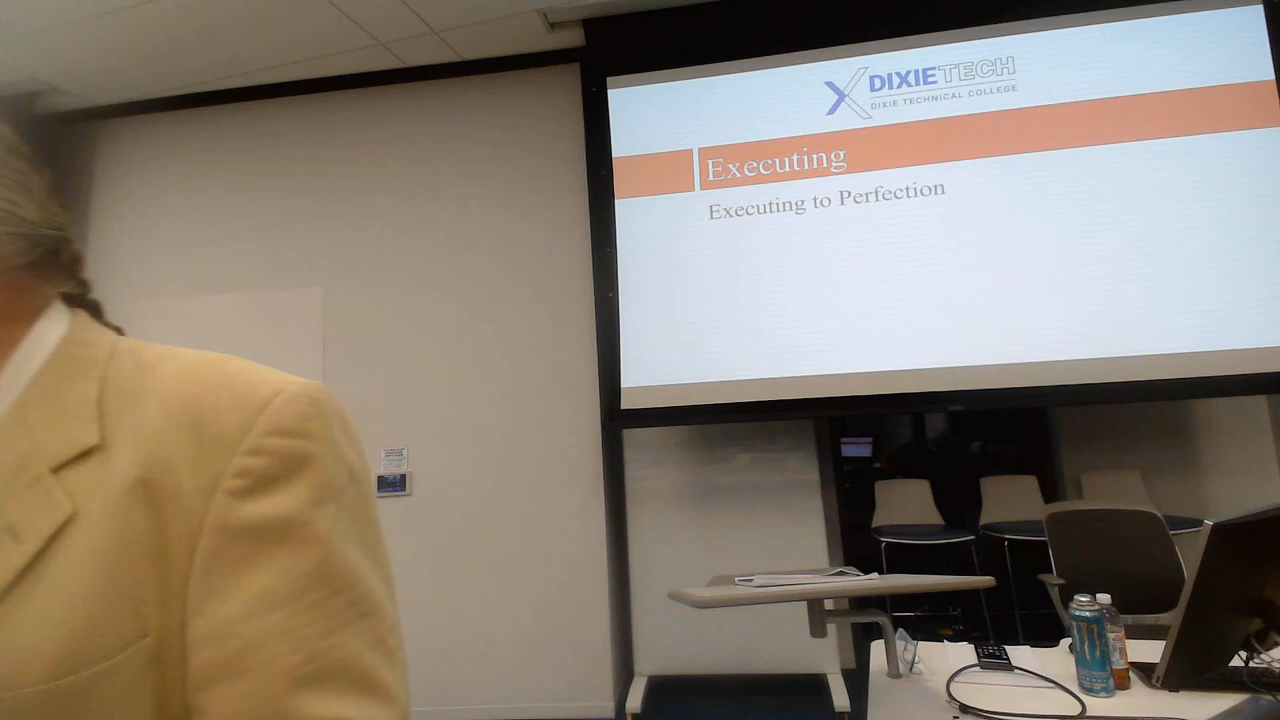 DIXIETECH
DIXIE TECHNICAL COLLEGE
Executing
Executing to Perfection